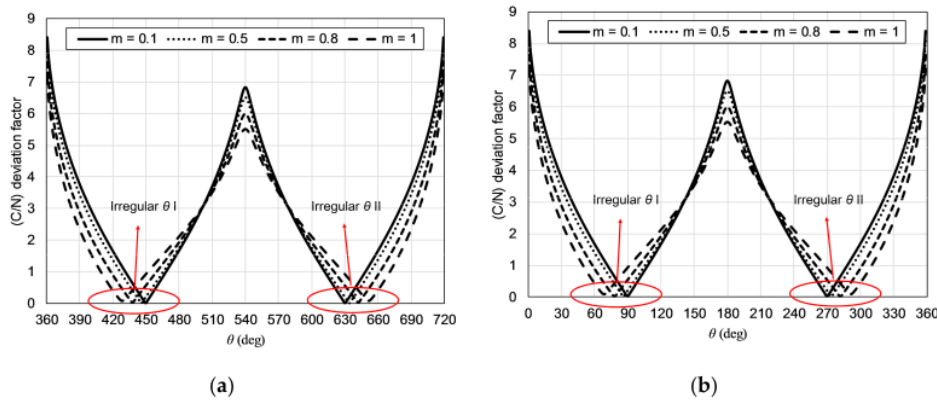 9
m = 0.1 m = 0.5 m = 0.8 m = 1
8
7
6
5
4
3
2
1
0
(C/N) deviation factor
Irregular θ I
Irregular θ II
360 390 420 450 480 510 540 570 600 630 660 690 720
θ (deg)
(a)
9
m = 0.1 m = 0.5 m = 0.8 m = 1
8
7
6
5
4
3
2
1
0
(C/N) deviation factor
Irregular θ I
Irregular θ II
0 30 60 90 120 150 180 210 240 270 300 330 360
θ (deg)
(b)